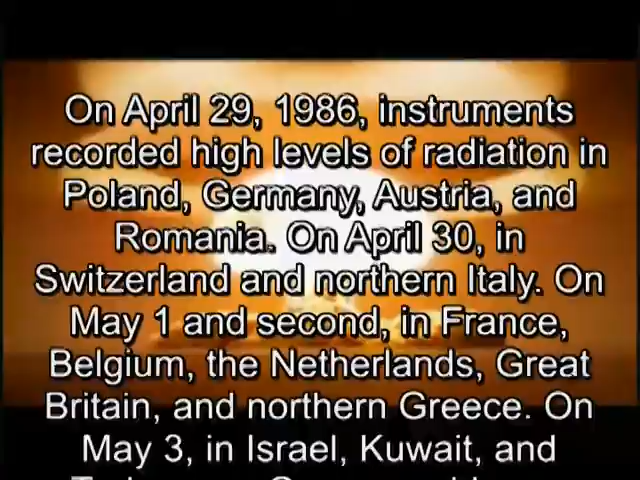 On April 29, 1986, instruments
recorded high levels of radiation in
Poland, Germany, Austria, and
Romania. On April 30, in
Switzerland and northern Italy. On
May 1 and second, in France,
Belgium, the Netherlands, Great
Britain, and northern Greece. On
May 3, in Israel, Kuwait, and